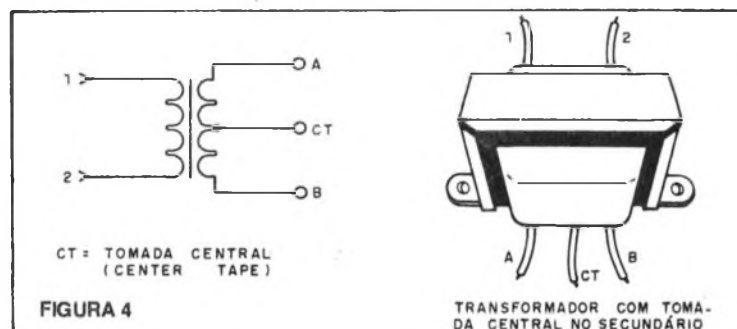 1
2
A
CT
B
CT = TOMADA CENTRAL
(CENTER TAPE)
FIGURA 4
1
2
A
CT
B
TRANSFORMADOR COM TOMA-
DA CENTRAL NO SECUNDÁRIO